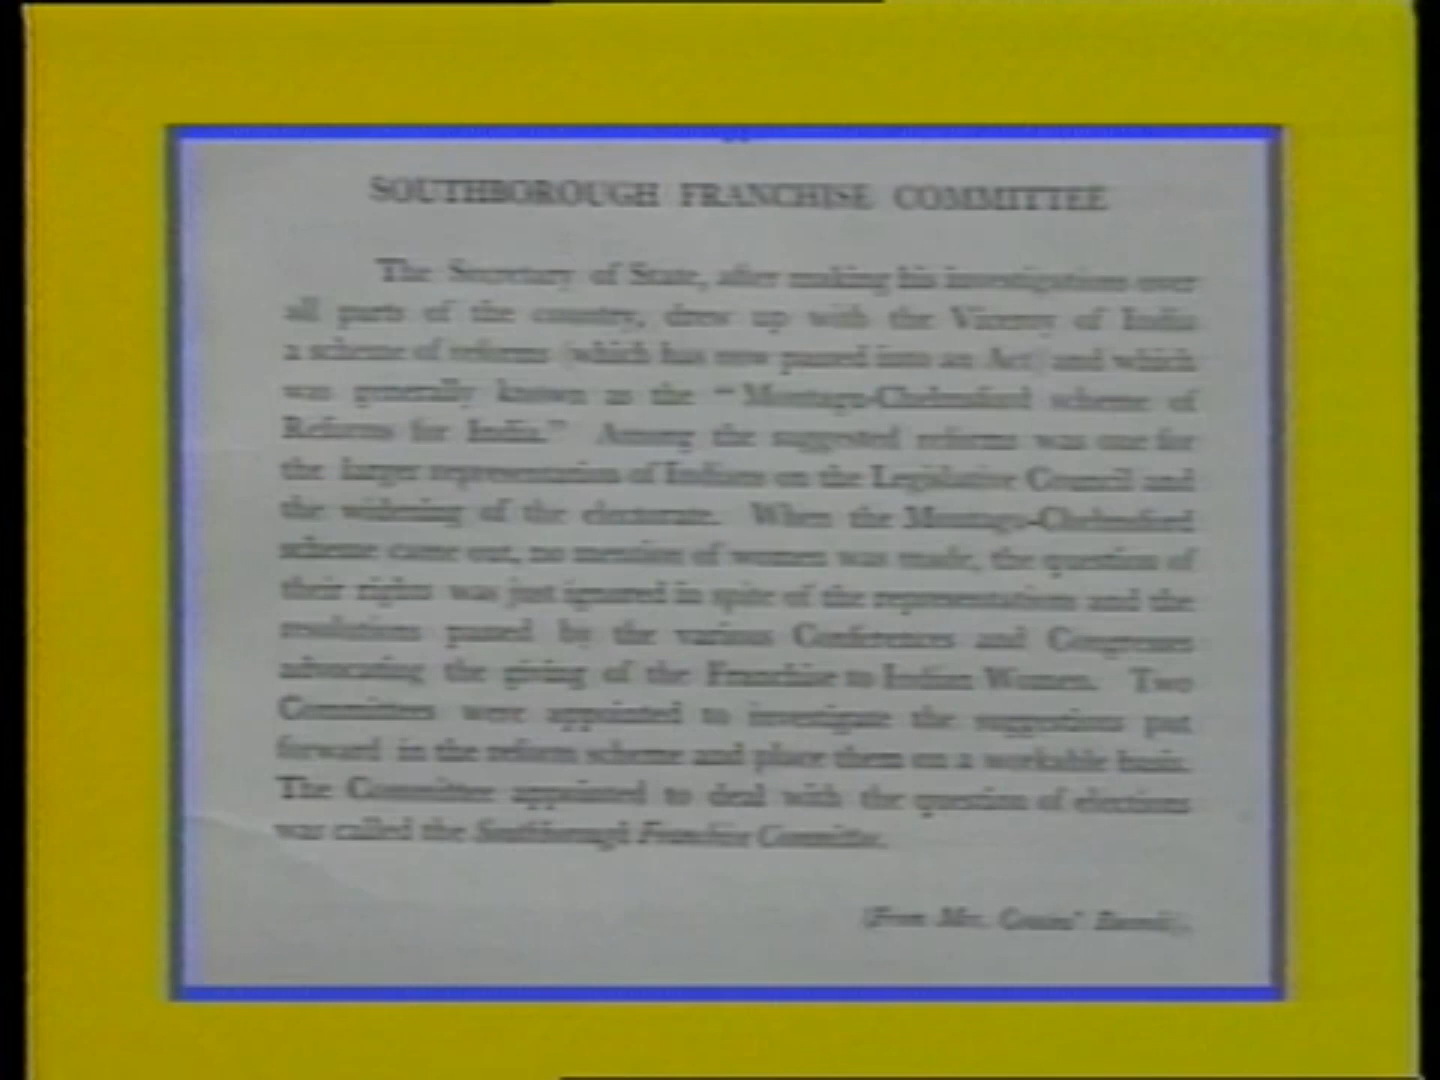 SOUTHBOROUGH FRANCHISE COMMITTEE
The Secretary of State, after making his investigations over
all parts of the country, drew up with the Viceroy of India
a scheme of reforms (which has now passed into an Act) and which
was generally known as the "Montagu-Chelmsford scheme of
Reforms for India." Among the suggested reforms was one for
the larger representation of Indians on the Legislative Council and
the widening of the electorate. When the Montagu-Chelmsford
scheme came out, no mention of women was made, the question of
their rights was just ignored in spite of the representations and the
resolutions passed by the various Conferences and Congresses
advocating the giving of the Franchise to Indian Women. Two
Committees were appointed to investigate the suggestions put
forward in the reform scheme and place them on a workable basis.
The Committee appointed to deal with the question of elections
was called the Southborough Franchise Committee.
(From Mrs. Cousins'